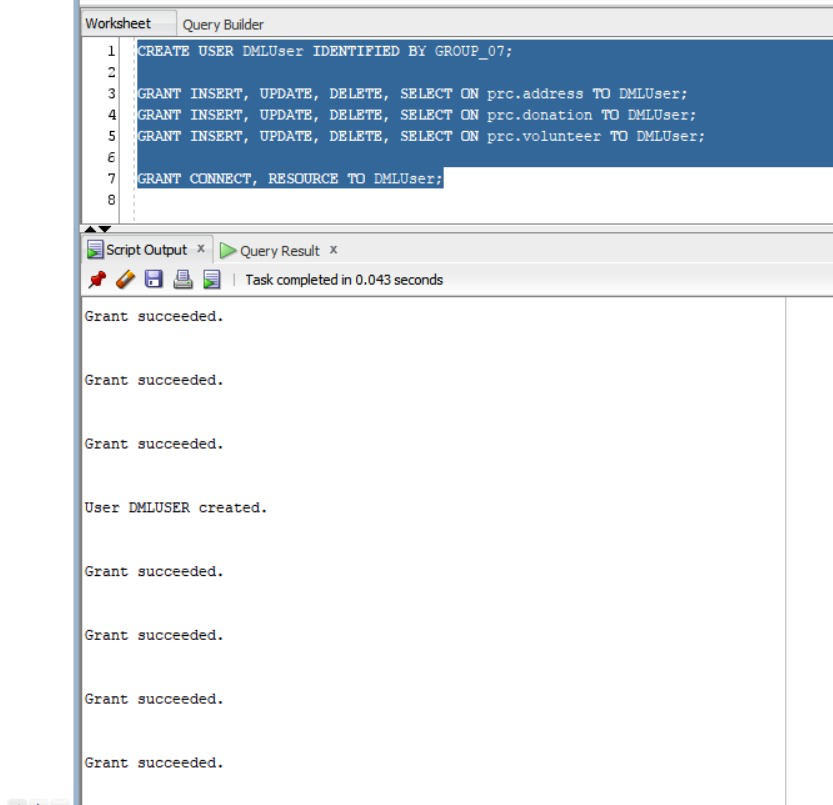 Worksheet Query Builder
1 CREATE USER DMLUser IDENTIFIED BY GROUP_07;
2
3 GRANT INSERT, UPDATE, DELETE, SELECT ON prc.address TO DMLUser;
4 GRANT INSERT, UPDATE, DELETE, SELECT ON prc.donation TO DMLUser;
5 GRANT INSERT, UPDATE, DELETE, SELECT ON prc.volunteer TO DMLUser;
6
7 GRANT CONNECT, RESOURCE TO DMLUser;
8
Script Output x Query Result x
Task completed in 0.043 seconds
Grant succeeded.
Grant succeeded.
Grant succeeded.
User DMLUSER created.
Grant succeeded.
Grant succeeded.
Grant succeeded.
Grant succeeded.